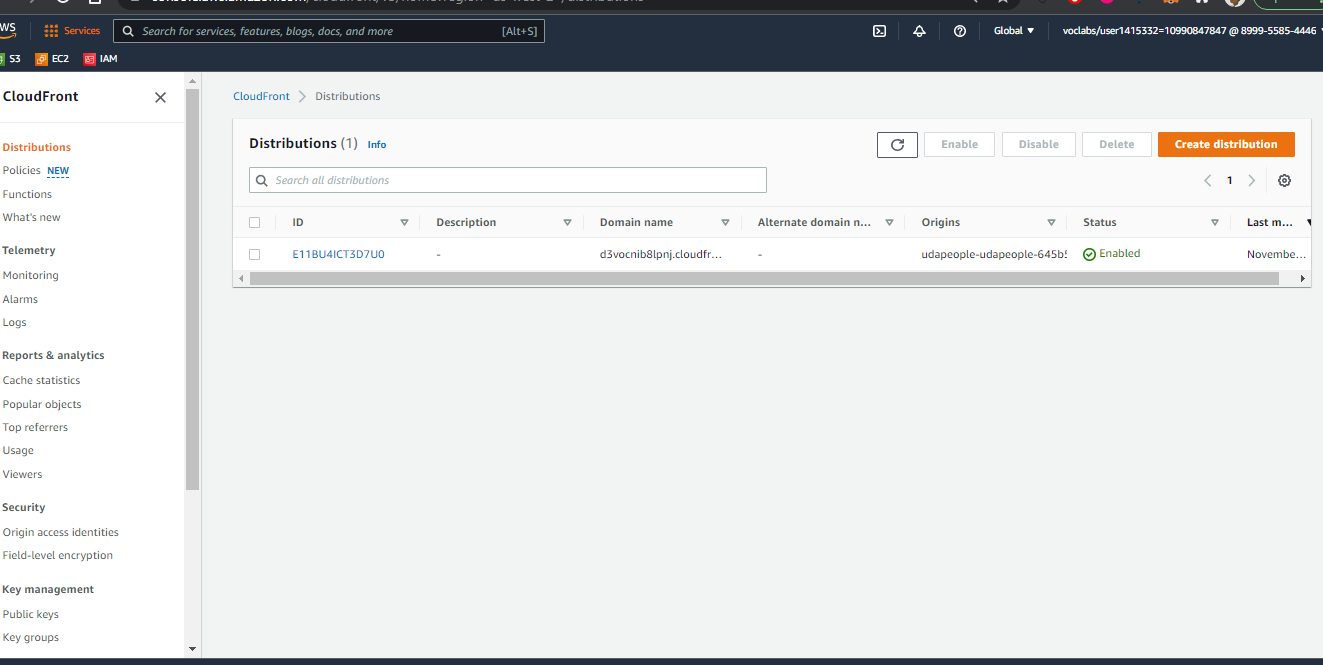 WS
Services
Search for services, features, blogs, docs, and more
[Alt+S]
Global ▼
voclabs/user1415332=10990847847 @ 8999-5585-4446
S3
EC2
IAM
CloudFront
Distributions
Policies NEW
Functions
What's new
Telemetry
Monitoring
Alarms
Logs
Reports & analytics
Cache statistics
Popular objects
Top referrers
Usage
Viewers
Security
Origin access identities
Field-level encryption
Key management
Public keys
Key groups
CloudFront > Distributions
Distributions (1) Info
Enable
Disable
Delete
Create distribution
Search all distributions
1
ID
Description
Domain name
Alternate domain n...
Origins
Status
Last m...
E11BU4ICT3D7U0
-
d3vocnib8lpnj.cloudfr...
-
udapeople-udapeople-645b5
Enabled
Novembe...